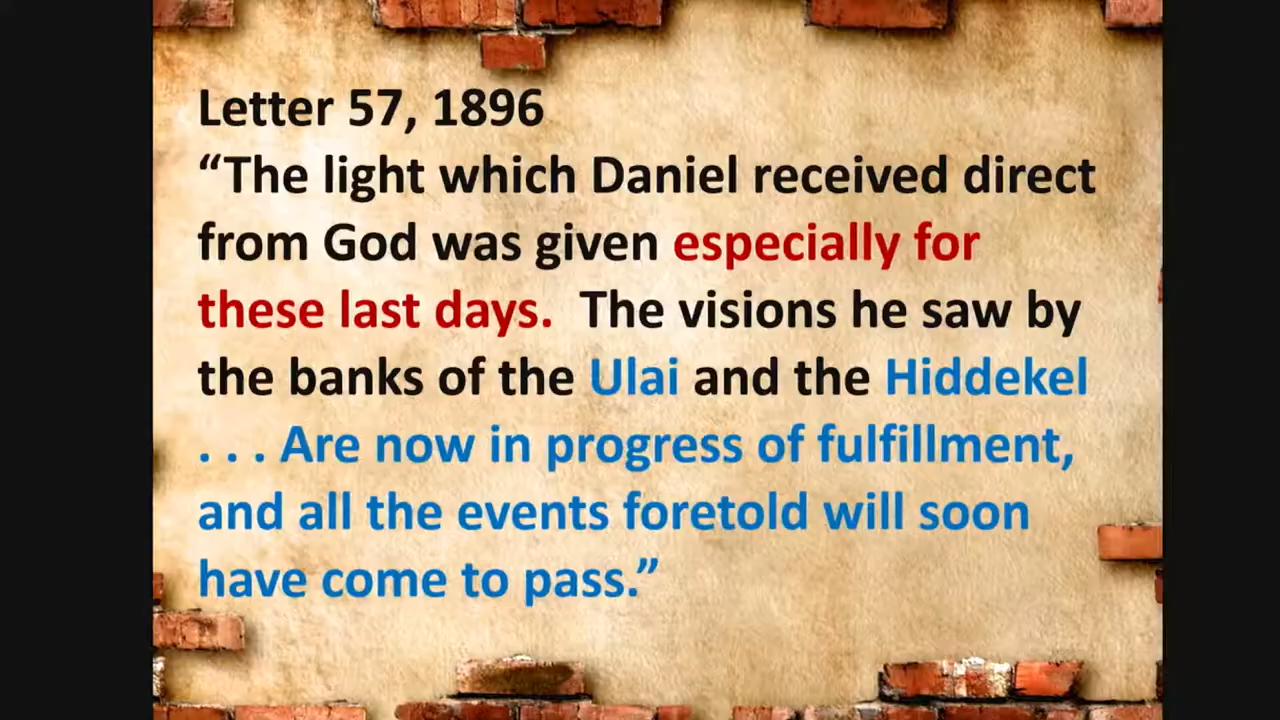 Letter 57, 1896
“The light which Daniel received direct
from God was given especially for
these last days.  The visions he saw by
the banks of the Ulai and the Hiddekel
. . . Are now in progress of fulfillment,
and all the events foretold will soon
have come to pass.”